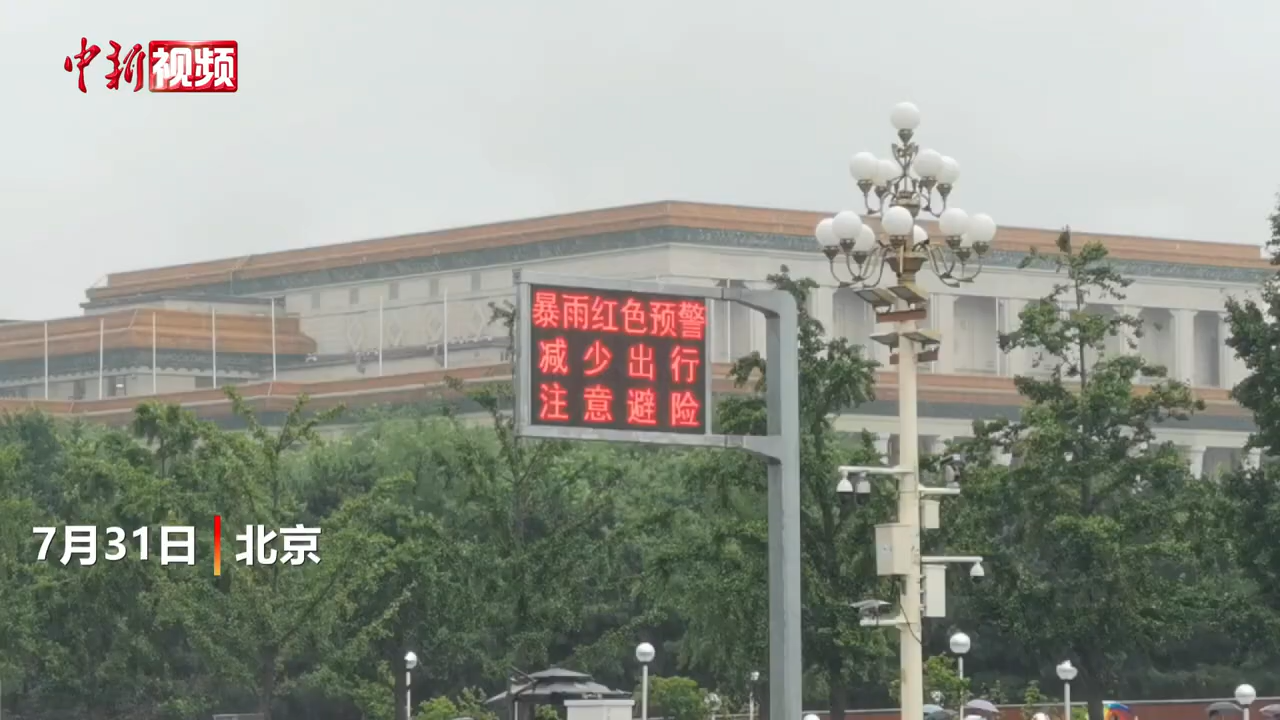 中新视频
暴雨红色预警
减少出行
注意避险
7月31日 北京